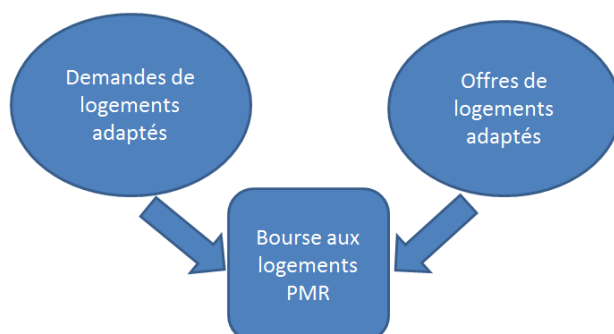 Demandes de
logements
adaptés
Offres de
logements
adaptés
Bourse aux
logements
PMR